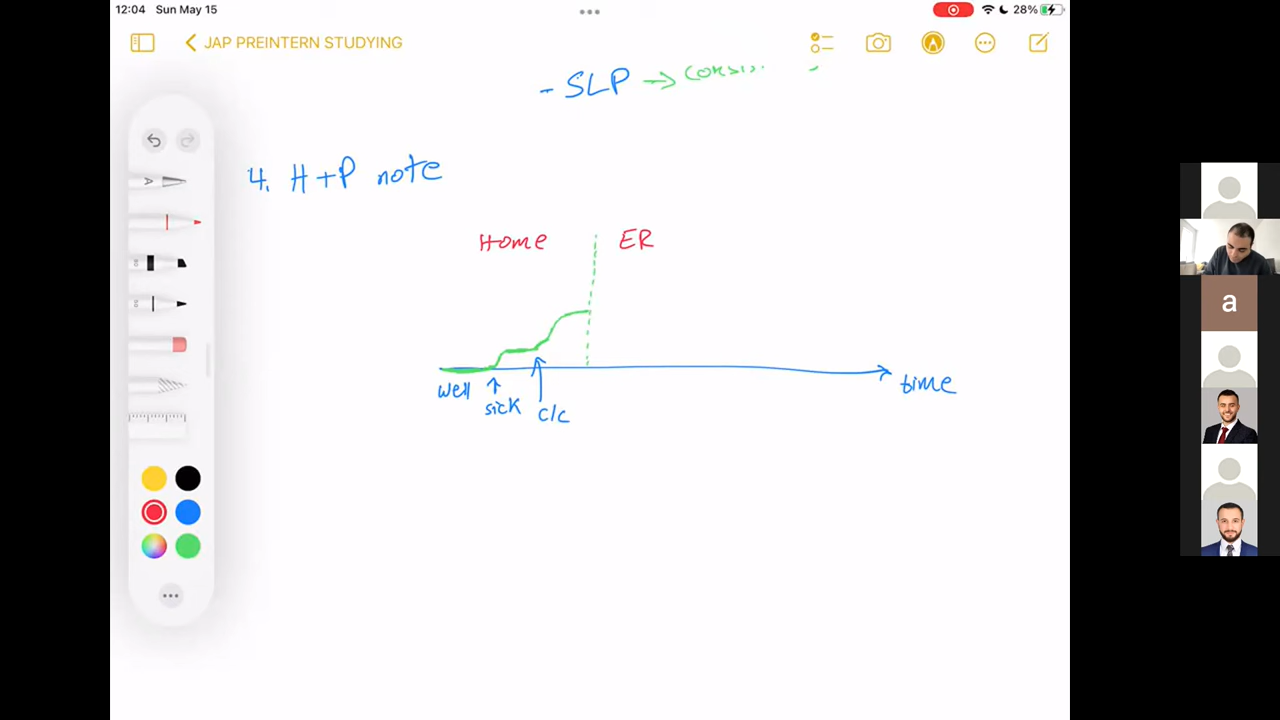 12:04 Sun May 15
28%
JAP PREINTERN STUDYING
- SLP →
4. H+P note
Home ER
a
well ↑ sick ↑ c/c time